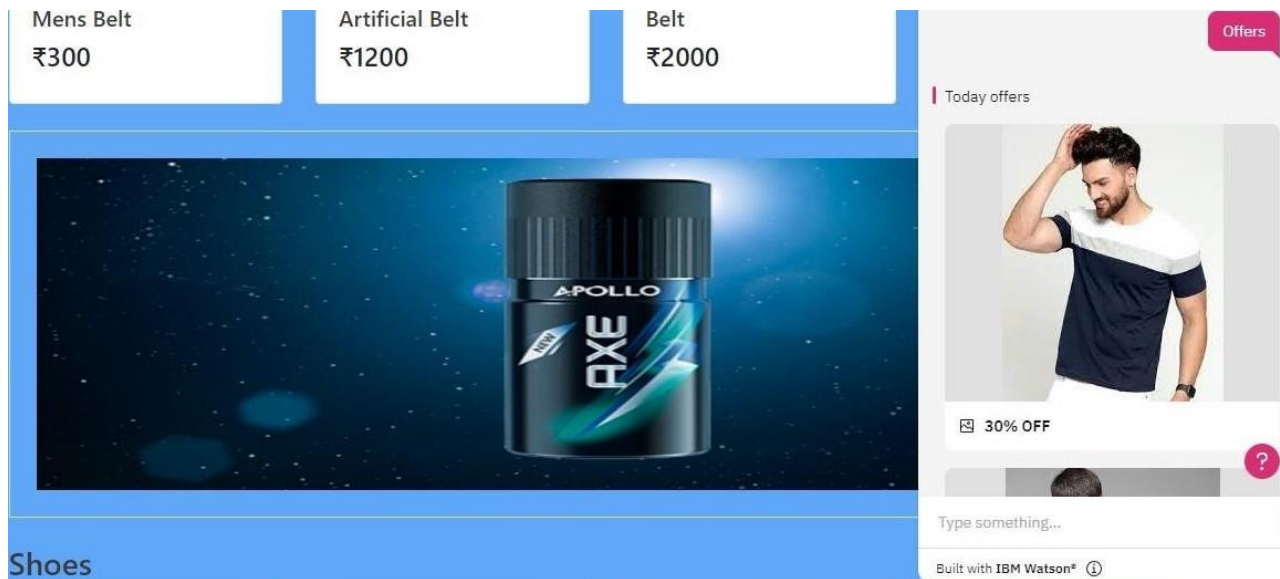 Mens Belt
₹300
Artificial Belt
₹1200
Belt
₹2000
APOLLO
NEW
AXE
Shoes
Offers
Today offers
30% OFF
?
Type something...
Built with IBM Watson®